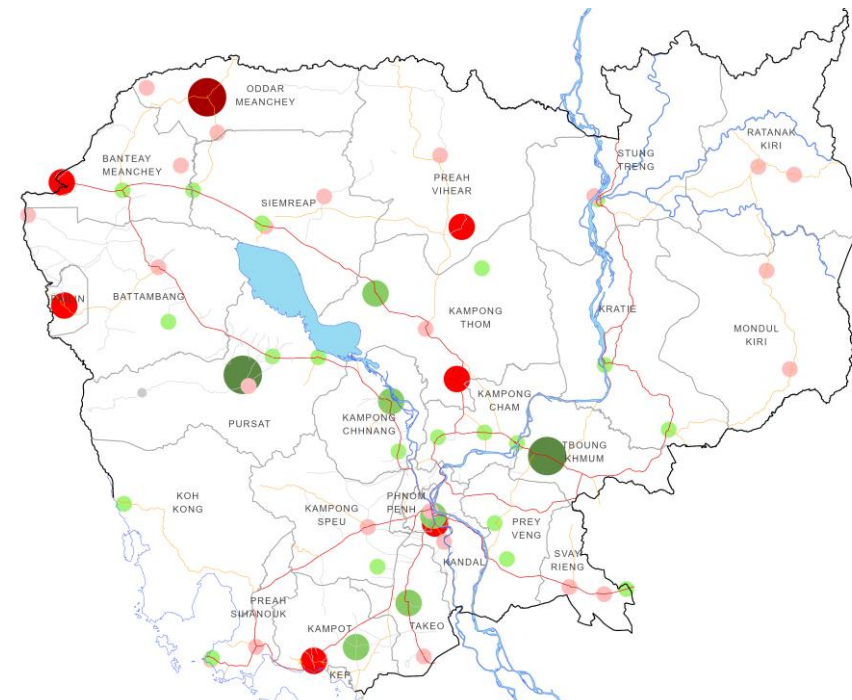 ODDAR
MEANCHEY
BANTEAY
MEANCHEY
SIEMREAP
PREAH
VIHEAR
STUNG
TRENG
RATANAK
KIRI
BATTAMBANG
KAMPONG
THOM
KRATIE
MONDUL
KIRI
PURSAT
KAMPONG
CHHNANG
KAMPONG
CHAM
TBOUNG
KHMUM
KOH
KONG
KAMPONG
SPEU
PHNOM
PENH
PREY
VENG
KANDAL
SVAY
RIENG
PREAH
SIHANOUK
KAMPOT
TAKEO
KEP